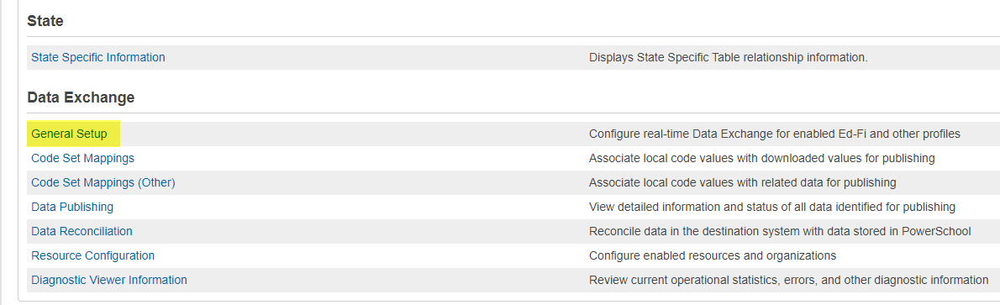 State
State Specific Information Displays State Specific Table relationship information.
Data Exchange
General Setup Configure real-time Data Exchange for enabled Ed-Fi and other profiles
Code Set Mappings Associate local code values with downloaded values for publishing
Code Set Mappings (Other) Associate local code values with related data for publishing
Data Publishing View detailed information and status of all data identified for publishing
Data Reconciliation Reconcile data in the destination system with data stored in PowerSchool
Resource Configuration Configure enabled resources and organizations
Diagnostic Viewer Information Review current operational statistics, errors, and other diagnostic information